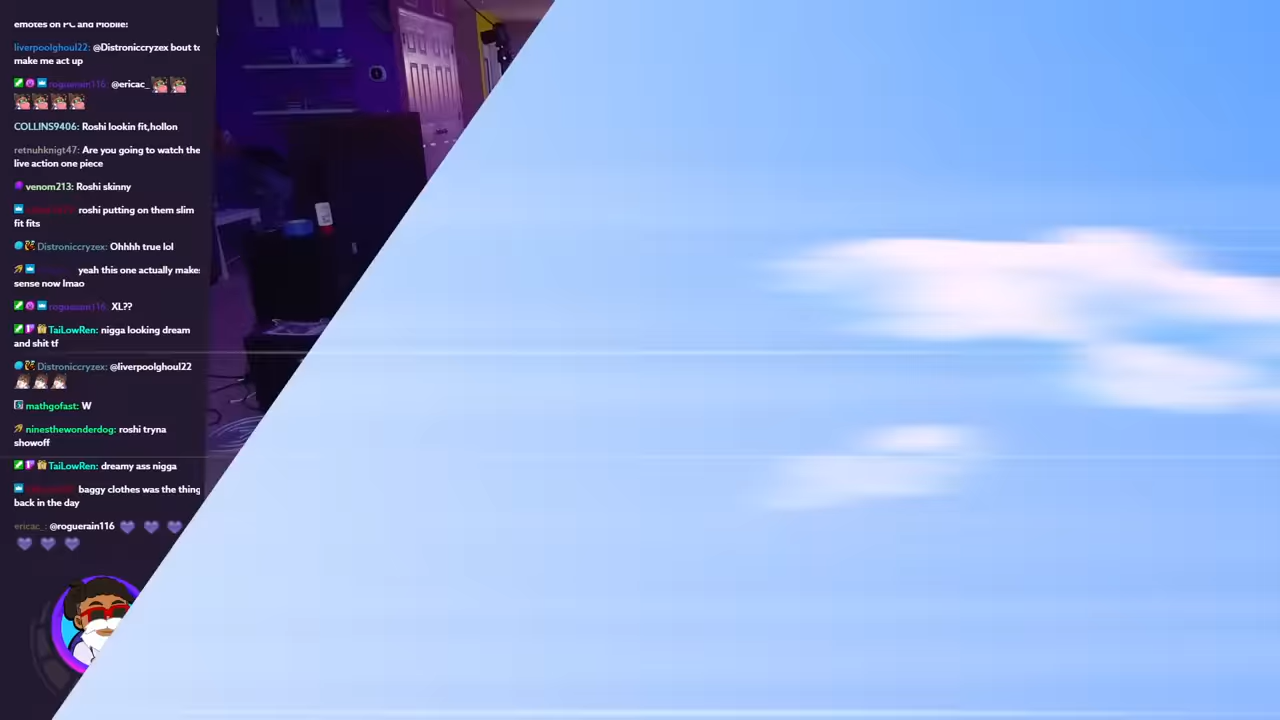 emotes on PC and Mobile!
liverpoolghoul22: @Distroniccryzex bout to
make me act up
roguerain116: @ericac_
COLLINS9406: Roshi lookin fit,hollon
retnuhknigt47: Are you going to watch the
live action one piece
venom213: Roshi skinny
roshi putting on them slim
fit fits
Distroniccryzex: Ohhhh true lol
yeah this one actually makes
sense now lmao
roguerain116: XL??
TaiLowRen: nigga looking dream
and shit tf
Distroniccryzex: @liverpoolghoul22
mathgofast: W
ninesthewonderdog: roshi tryna
showoff
TaiLowRen: dreamy ass nigga
baggy clothes was the thing
back in the day
ericac_: @roguerain116